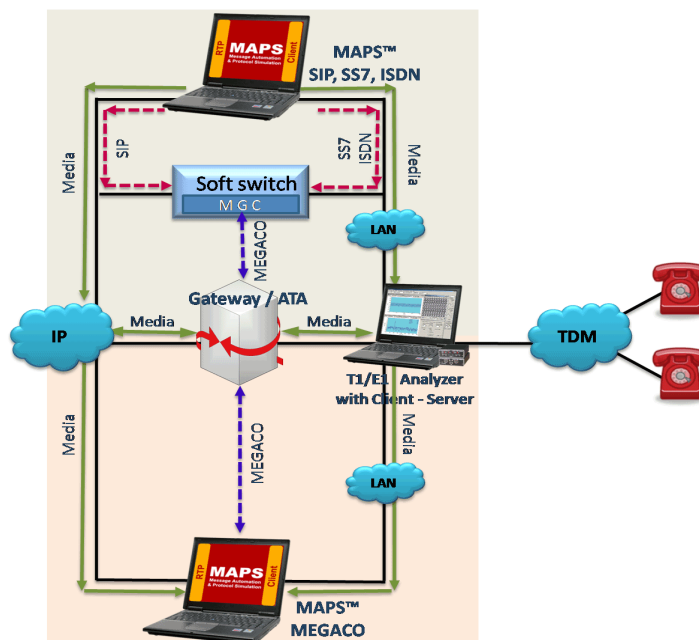 RTP
MAPS
Message Automation
& Protocol Simulation
Client
MAPS™
SIP, SS7, ISDN
SIP
SS7
ISDN
Media
Media
Soft switch
M G C
LAN
MEGACO
Gateway / ATA
IP
Media
Media
TDM
T1/E1 Analyzer
with Client - Server
Media
Media
MEGACO
LAN
RTP
MAPS
Message Automation
& Protocol Simulation
Client
MAPS™
MEGACO